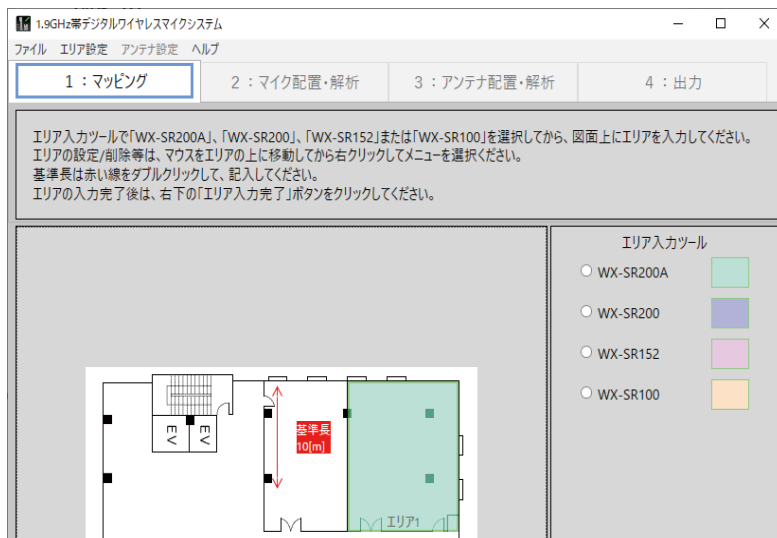 1.9GHz帯デジタルワイヤレスマイクシステム
ファイル エリア設定 アンテナ設定 ヘルプ
1：マッピング 2：マイク配置・解析 3：アンテナ配置・解析 4：出力
エリア入力ツールで「WX-SR200A」、「WX-SR200」、「WX-SR152」または「WX-SR100」を選択してから、図面上にエリアを入力してください。
エリアの設定/削除等は、マウスをエリアの上に移動してから右クリックしてメニューを選択ください。
基準長は赤い線をダブルクリックして、記入してください。
エリアの入力完了後は、右下の「エリア入力完了」ボタンをクリックしてください。
エリア入力ツール
WX-SR200A
WX-SR200
WX-SR152
WX-SR100
EV EV
基準長
10[m]
エリア1